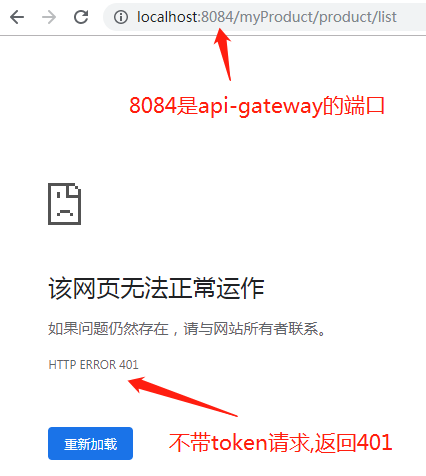 localhost:8084/myProduct/product/list
8084是api-gateway的端口
该网页无法正常运作
如果问题仍然存在，请与网站所有者联系。
HTTP ERROR 401
不带token请求,返回401
重新加载